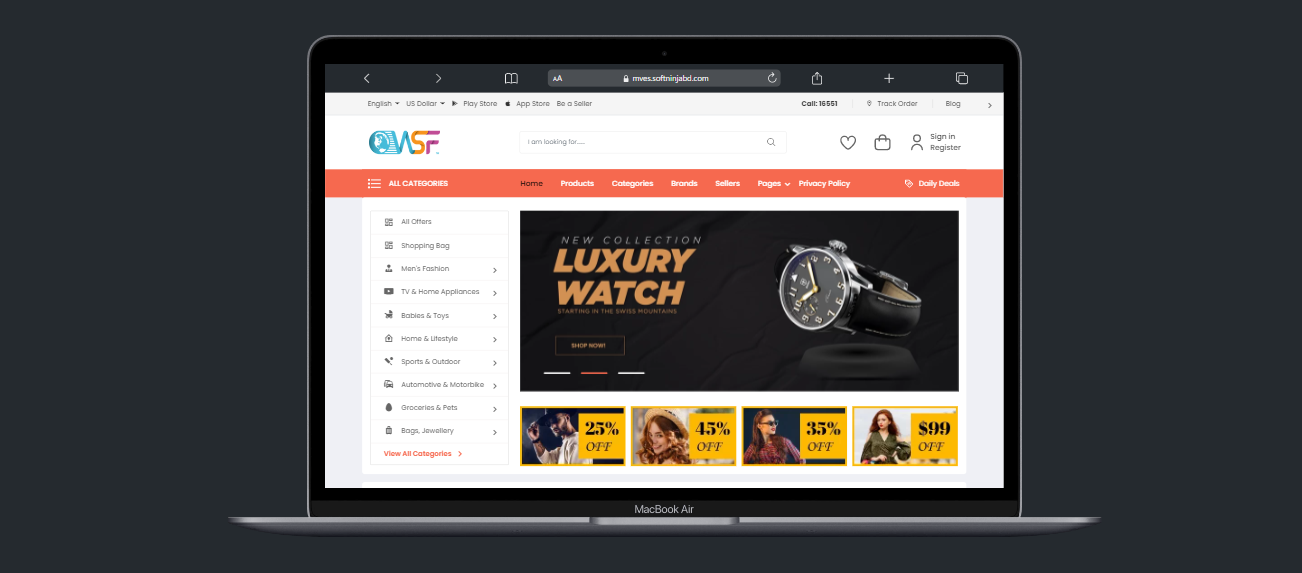 AA mves.softninjabd.com
English US Dollar Play Store App Store Be a Seller Call: 16551 Track Order Blog
I am looking for.....
Sign in
Register
ALL CATEGORIES Home Products Categories Brands Sellers Pages Privacy Policy Daily Deals
All Offers
Shopping Bag
Men's Fashion
TV & Home Appliances
Babies & Toys
Home & Lifestyle
Sports & Outdoor
Automotive & Motorbike
Groceries & Pets
Bags, Jewellery
View All Categories
NEW COLLECTION
LUXURY
WATCH
STARTING IN THE SWISS MOUNTAINS
SHOP NOW!
25%
OFF
45%
OFF
35%
OFF
$99
OFF
MacBook Air